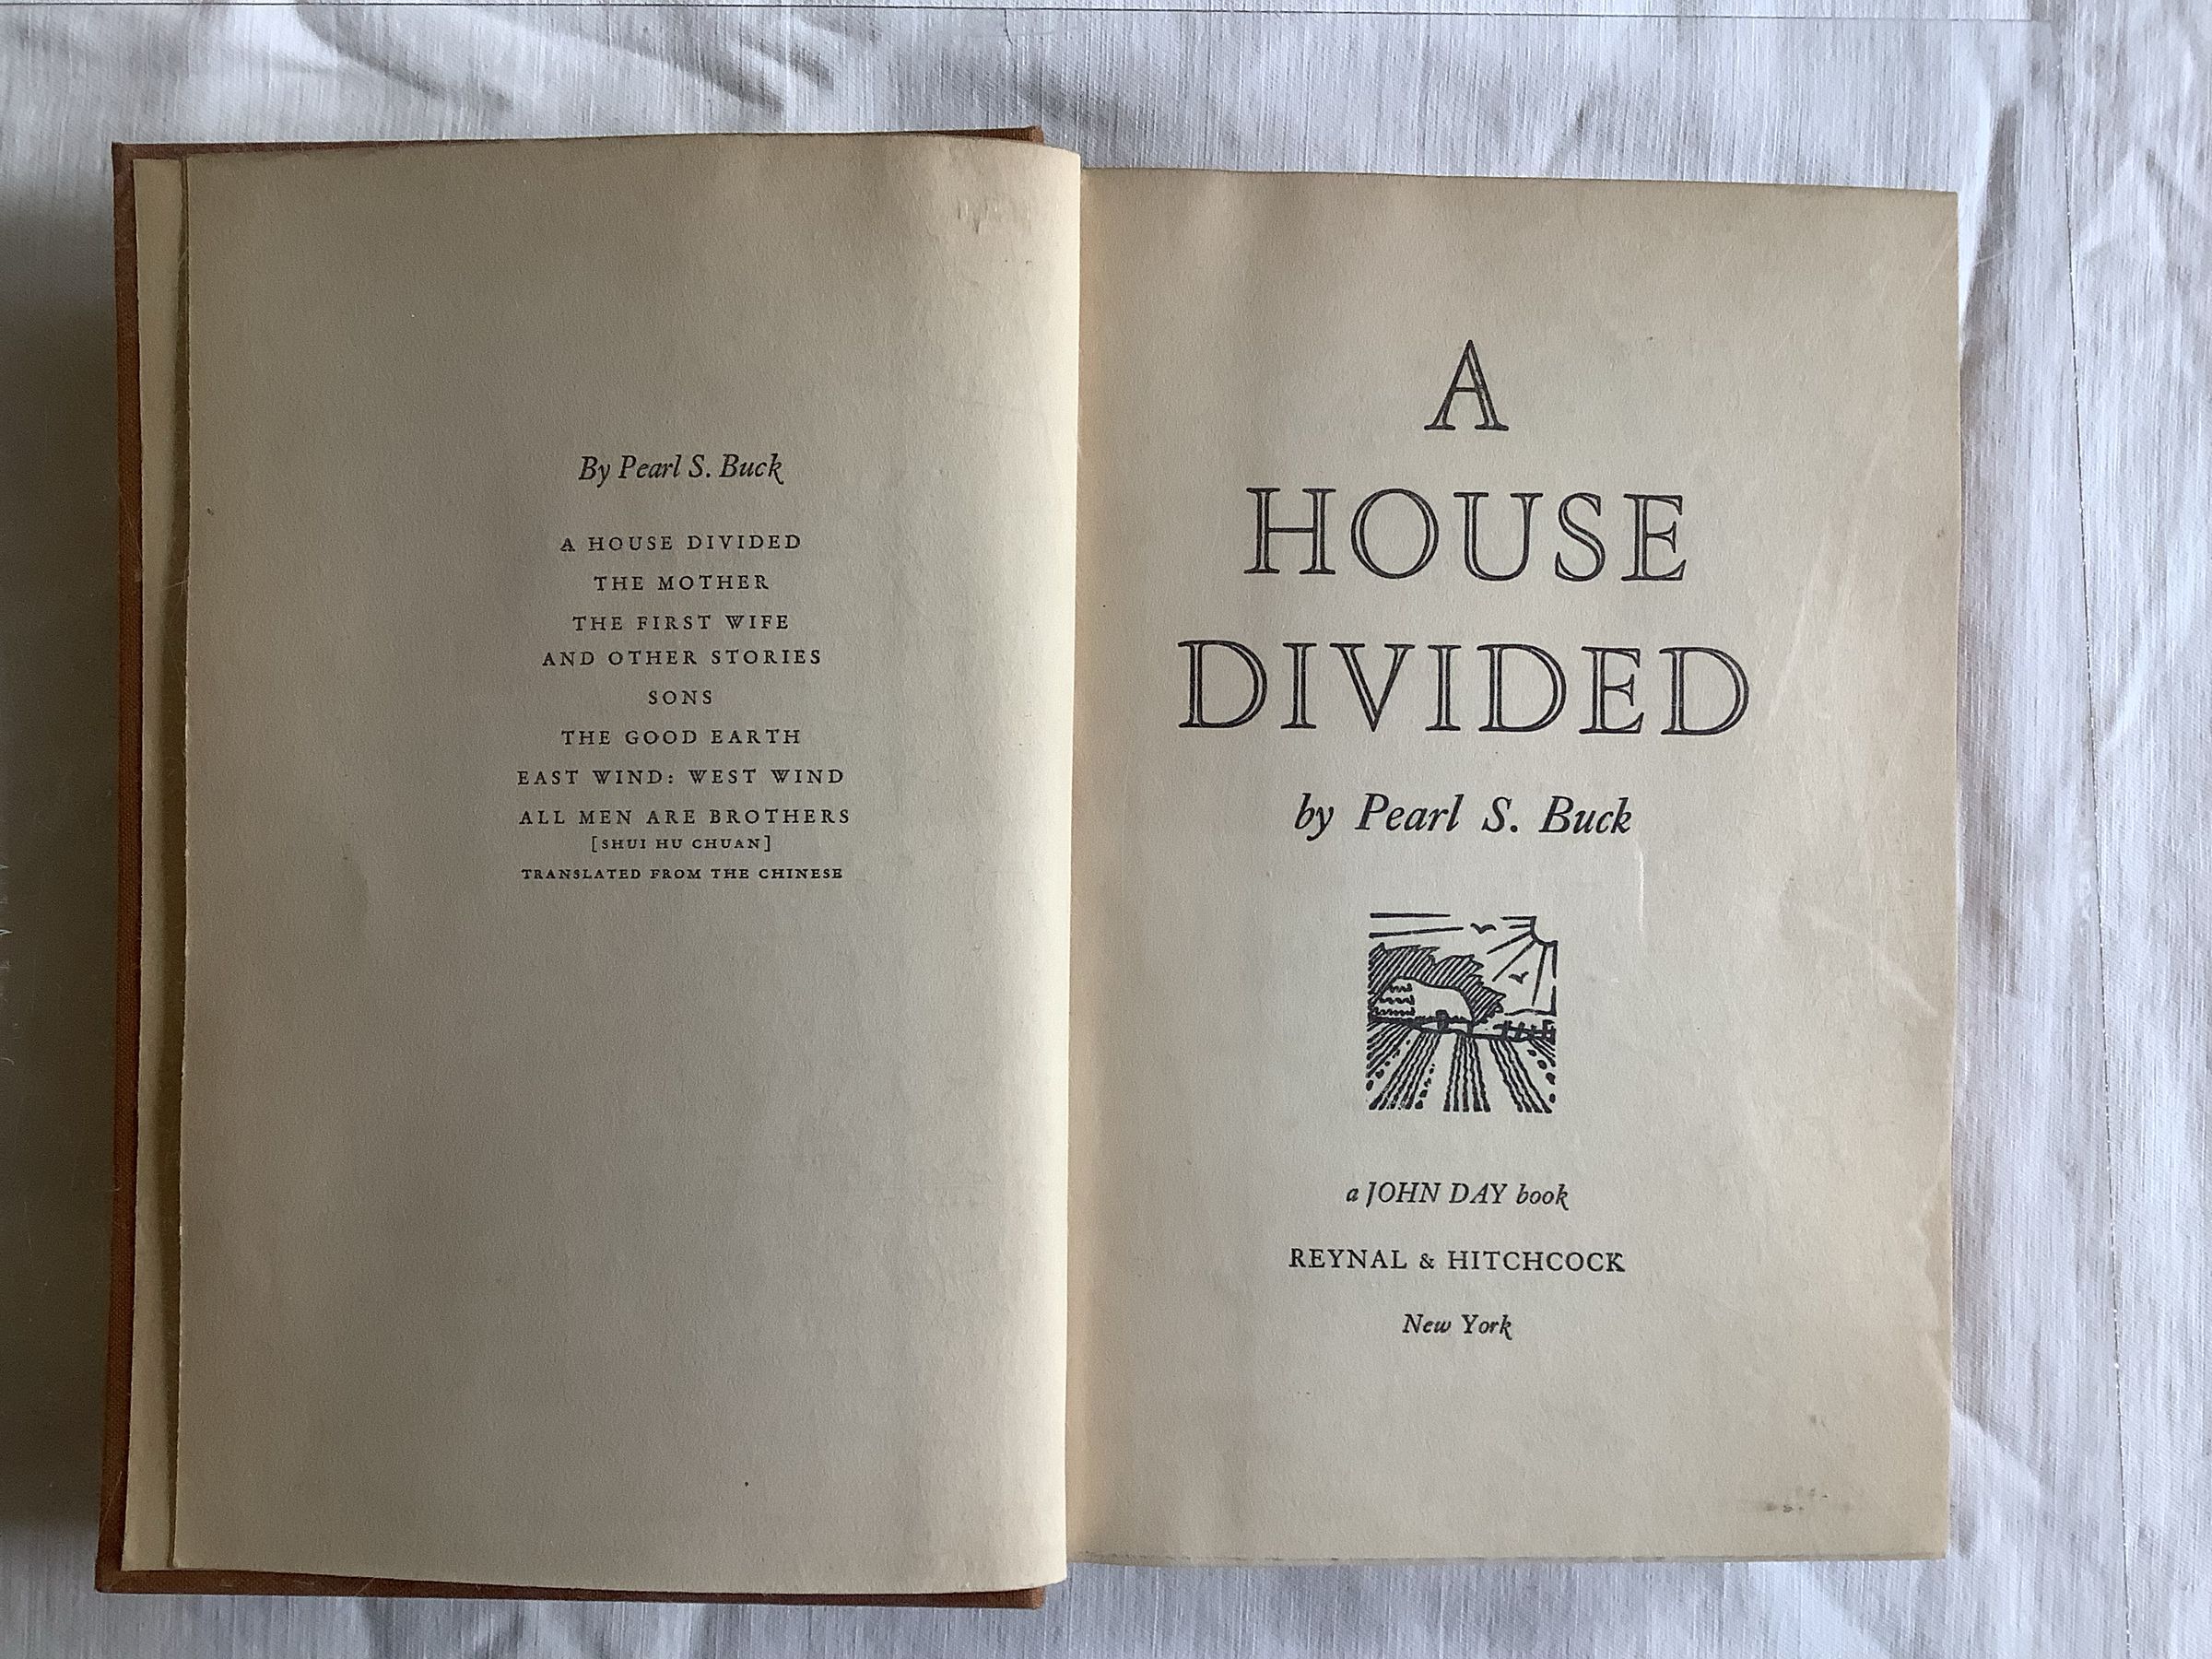 By Pearl S. Buck
A HOUSE DIVIDED
THE MOTHER
THE FIRST WIFE
AND OTHER STORIES
SONS
THE GOOD EARTH
EAST WIND: WEST WIND
ALL MEN ARE BROTHERS
[SHUI HU CHUAN]
TRANSLATED FROM THE CHINESE
A
HOUSE
DIVIDED
by Pearl S. Buck
a JOHN DAY book
REYNAL & HITCHCOCK
New York